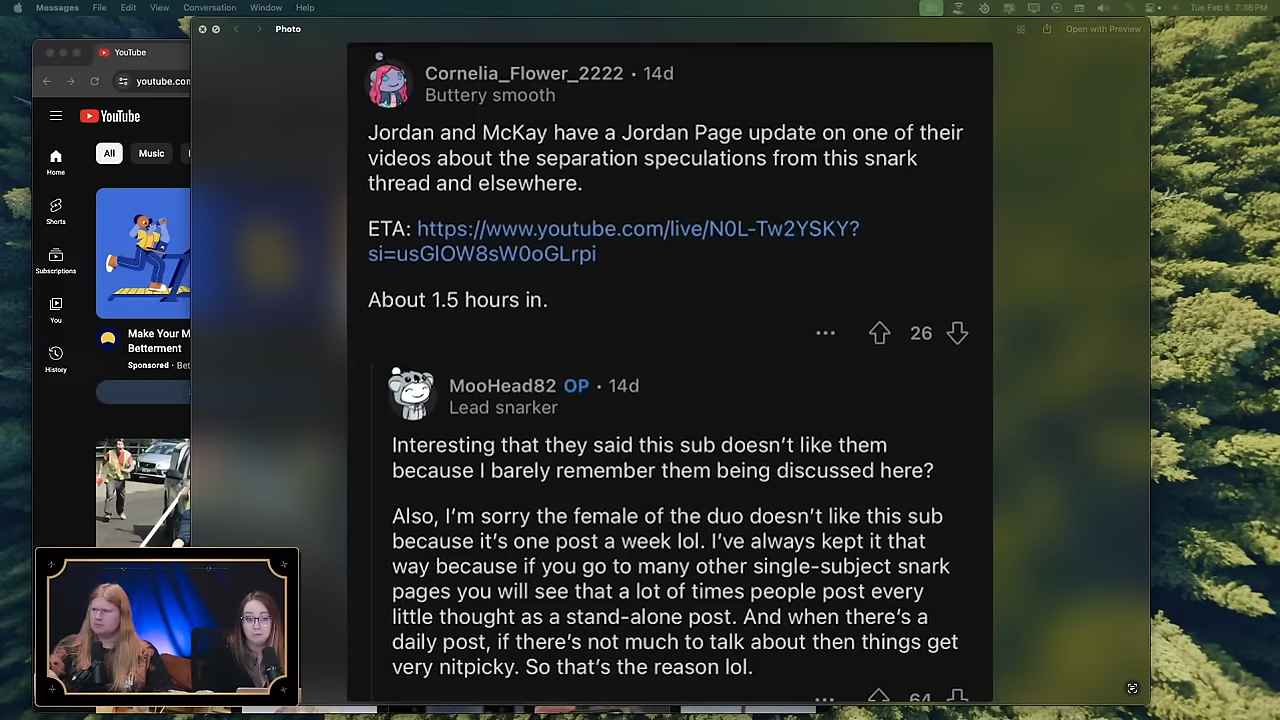 Messages File Edit View Conversation Window Help Tue Feb 6 7:36 PM
Photo Open with Preview
YouTube
youtube.com
YouTube
All Music
Home
Shorts
Subscriptions
You
History
Make Your M
Betterment
Sponsored · Bet
Cornelia_Flower_2222 · 14d
Buttery smooth
Jordan and McKay have a Jordan Page update on one of their
videos about the separation speculations from this snark
thread and elsewhere.
ETA: https://www.youtube.com/live/N0L-Tw2YSKY?
si=usGlOW8sW0oGLrpi
About 1.5 hours in.
... 26
MooHead82 OP · 14d
Lead snarker
Interesting that they said this sub doesn't like them
because I barely remember them being discussed here?
Also, I'm sorry the female of the duo doesn't like this sub
because it's one post a week lol. I've always kept it that
way because if you go to many other single-subject snark
pages you will see that a lot of times people post every
little thought as a stand-alone post. And when there's a
daily post, if there's not much to talk about then things get
very nitpicky. So that's the reason lol.
... 64